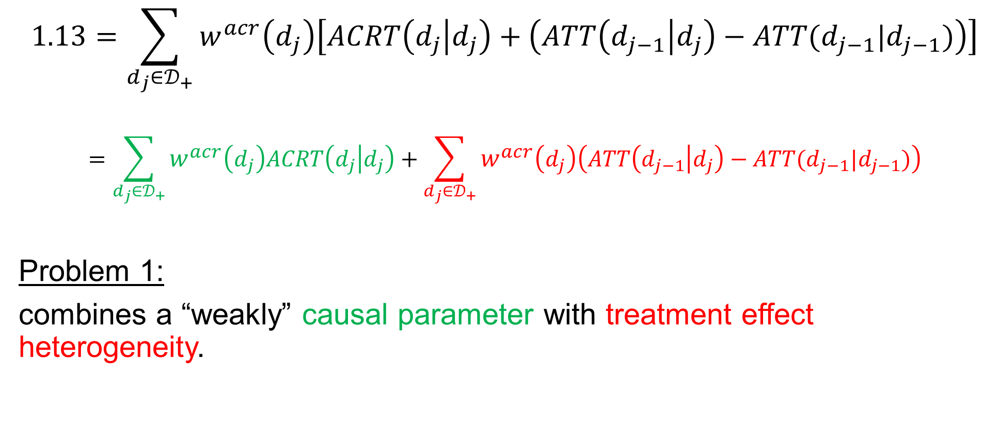 1.13 = ∑_{d_j∈𝒟_+} w^{acr}(d_j)[ACRT(d_j|d_j) + (ATT(d_{j−1}|d_j) − ATT(d_{j−1}|d_{j−1}))]
= ∑_{d_j∈𝒟_+} w^{acr}(d_j)ACRT(d_j|d_j) + ∑_{d_j∈𝒟_+} w^{acr}(d_j)(ATT(d_{j−1}|d_j) − ATT(d_{j−1}|d_{j−1}))
Problem 1:
combines a “weakly” causal parameter with treatment effect
heterogeneity.